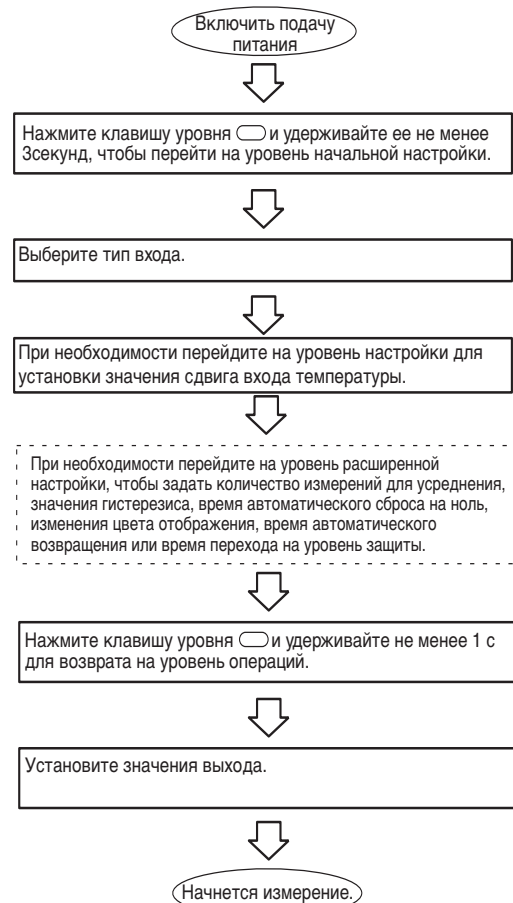 Включить подачу
питания
Нажмите клавишу уровня и удерживайте ее не менее
3секунд, чтобы перейти на уровень начальной настройки.
Выберите тип входа.
При необходимости перейдите на уровень настройки для
установки значения сдвига входа температуры.
При необходимости перейдите на уровень расширенной
настройки, чтобы задать количество измерений для усреднения,
значения гистерезиса, время автоматического сброса на ноль,
изменения цвета отображения, время автоматического
возвращения или время перехода на уровень защиты.
Нажмите клавишу уровня и удерживайте не менее 1 с
для возврата на уровень операций.
Установите значения выхода.
Начнется измерение.